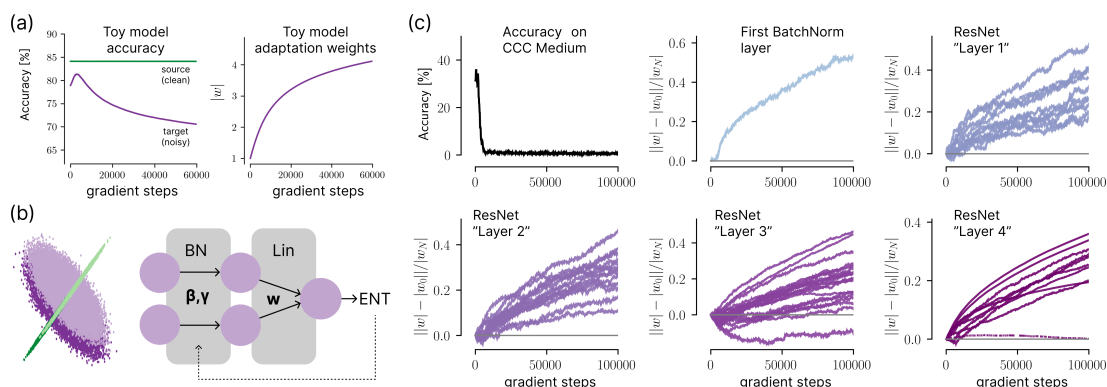 (a)
Toy model
accuracy
Accuracy [%]
90
85
80
75
70
65
source
(clean)
target
(noisy)
0
20000
40000
60000
gradient steps
Toy model
adaptation weights
|w|
4
3
2
1
0
20000
40000
60000
gradient steps
(b)
BN
Lin
β,γ
w
ENT
(c)
Accuracy on
CCC Medium
Accuracy [%]
40
20
0
0
50000
100000
First BatchNorm
layer
||w| − |w₀||/|w_N|
0.6
0.4
0.2
0.0
0
50000
100000
ResNet
"Layer 1"
||w| − |w₀||/|w_N|
0.4
0.2
0.0
0
50000
100000
ResNet
"Layer 2"
||w| − |w₀||/|w_N|
0.4
0.2
0.0
0
50000
100000
gradient steps
ResNet
"Layer 3"
||w| − |w₀||/|w_N|
0.4
0.2
0.0
0
50000
100000
gradient steps
ResNet
"Layer 4"
||w| − |w₀||/|w_N|
0.4
0.2
0.0
0
50000
100000
gradient steps